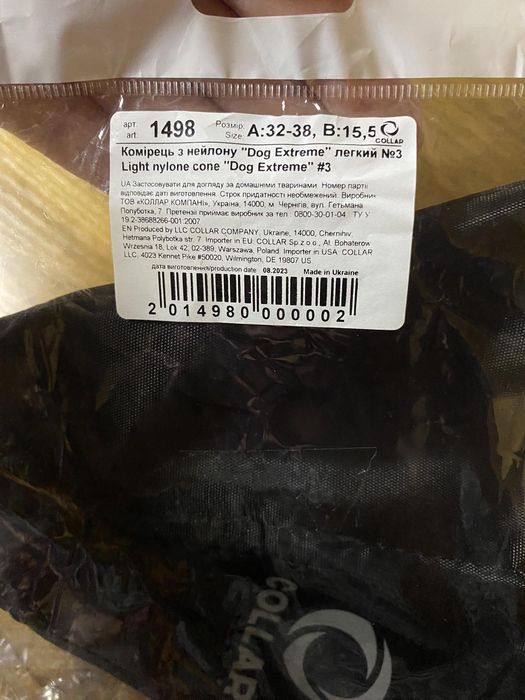 арт. art: 1498 Розмір Size: A:32-38, B:15,5
COLLAR
Комірець з нейлону "Dog Extreme" легкий №3
Light nylone cone "Dog Extreme" #3
UA Застосовувати для догляду за домашніми тваринами. Номер партії
відповідає даті виготовлення. Строк придатності необмежений. Виробник
ТОВ «КОЛЛАР КОМПАНІ», Україна, 14000, м. Чернігів, вул. Гетьмана
Полуботка, 7. Претензії приймає виробник за тел.: 0800-30-01-04. ТУ У
19.2-38688266-001:2007
EN Produced by LLC COLLAR COMPANY. Ukraine, 14000, Chernihiv,
Hetmana Polybotka str. 7. Importer in EU: COLLAR Sp.z o.o., Al. Bohaterow
Wrzesnia 18, Lok 42, 02-389, Warszawa, Poland. Importer in USA: COLLAR
LLC, 4023 Kennet Pike #50020, Wilmington, DE 19807 US
дата виготовлення/production date 08.2023 Made in Ukraine
2 014980 000002
COLLAR